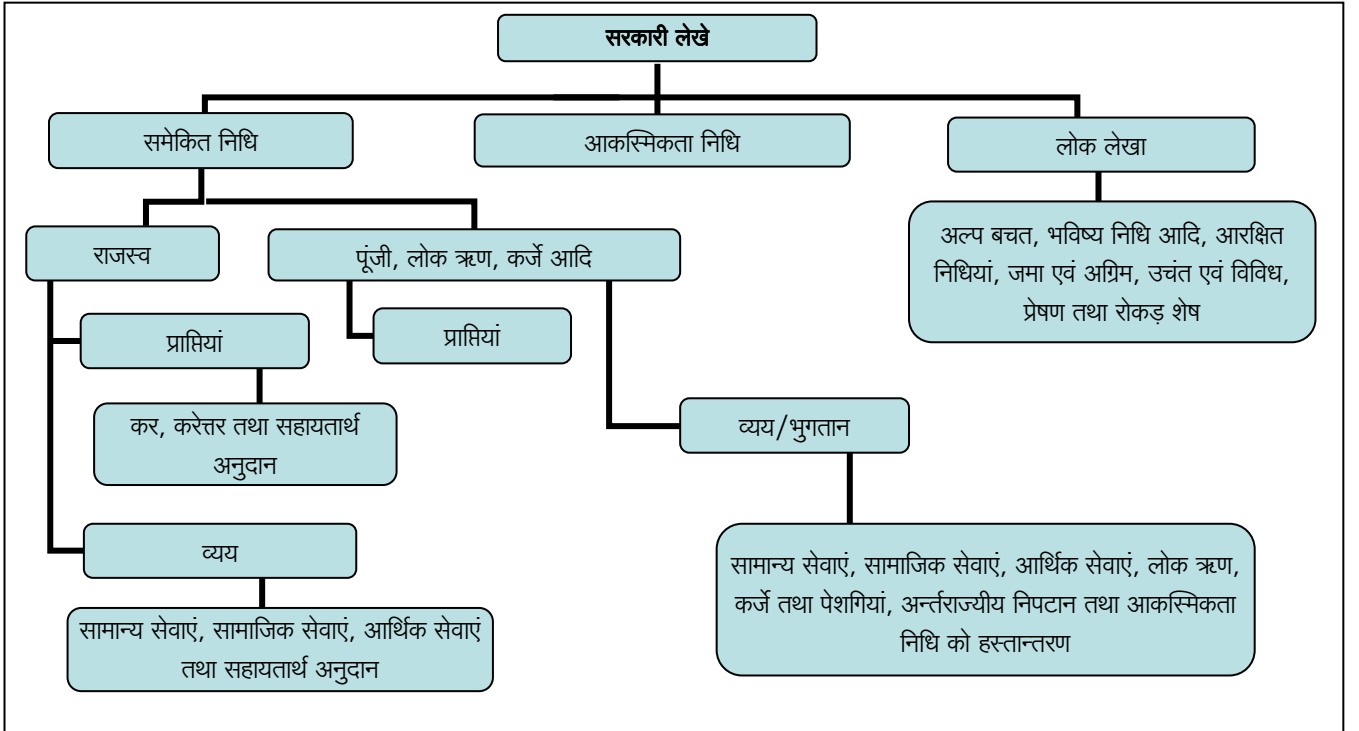 सरकारी लेखे
समेकित निधि
आकस्मिकता निधि
लोक लेखा
राजस्व
पूंजी, लोक ऋण, कर्जे आदि
अल्प बचत, भविष्य निधि आदि, आरक्षित
निधियां, जमा एवं अग्रिम, उचंत एवं विविध,
प्रेषण तथा रोकड़ शेष
प्राप्तियां
प्राप्तियां
कर, करेत्तर तथा सहायतार्थ
अनुदान
व्यय/भुगतान
व्यय
सामान्य सेवाएं, सामाजिक सेवाएं, आर्थिक सेवाएं
तथा सहायतार्थ अनुदान
सामान्य सेवाएं, सामाजिक सेवाएं, आर्थिक सेवाएं, लोक ऋण,
कर्जे तथा पेशगियां, अर्न्तराज्यीय निपटान तथा आकस्मिकता
निधि को हस्तान्तरण